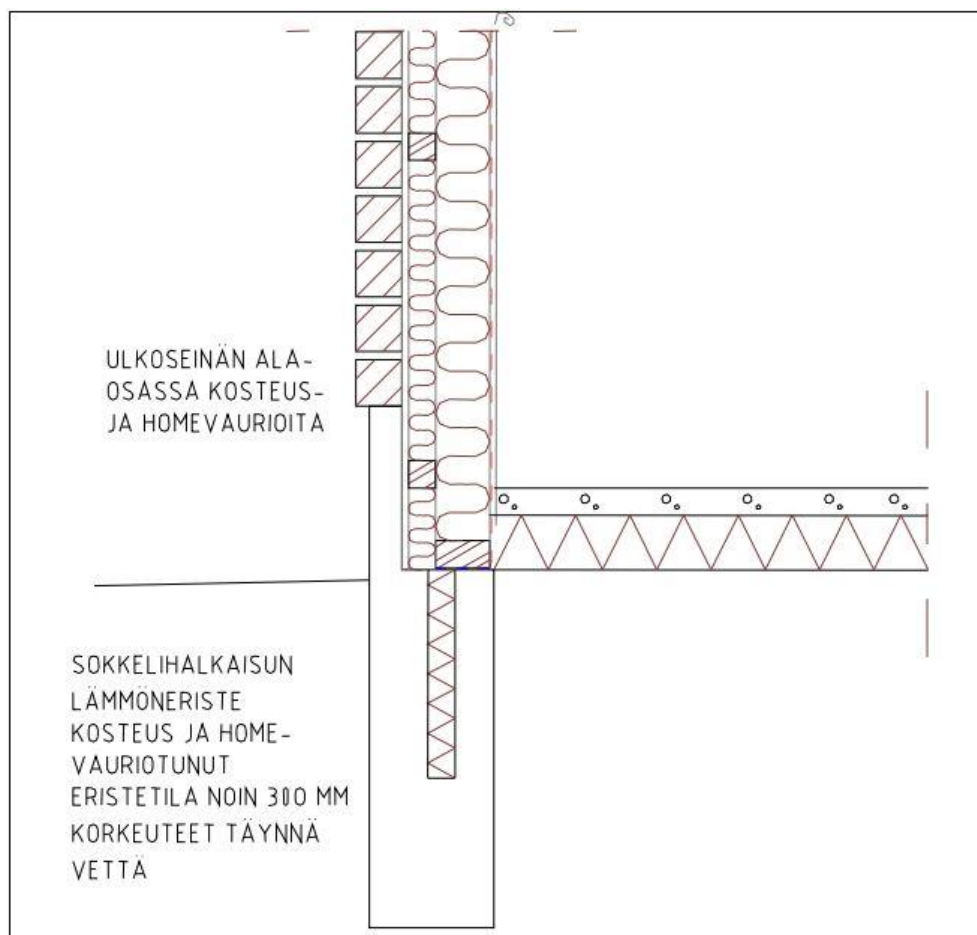 ULKOSEINÄN ALA-
OSASSA KOSTEUS-
JA HOMEVAURIOITA
SOKKELIHALKAISUN
LÄMMÖNERISTE
KOSTEUS JA HOME-
VAURIOTUNUT
ERISTETILA NOIN 300 MM
KORKEUTEET TÄYNNÄ
VETTÄ